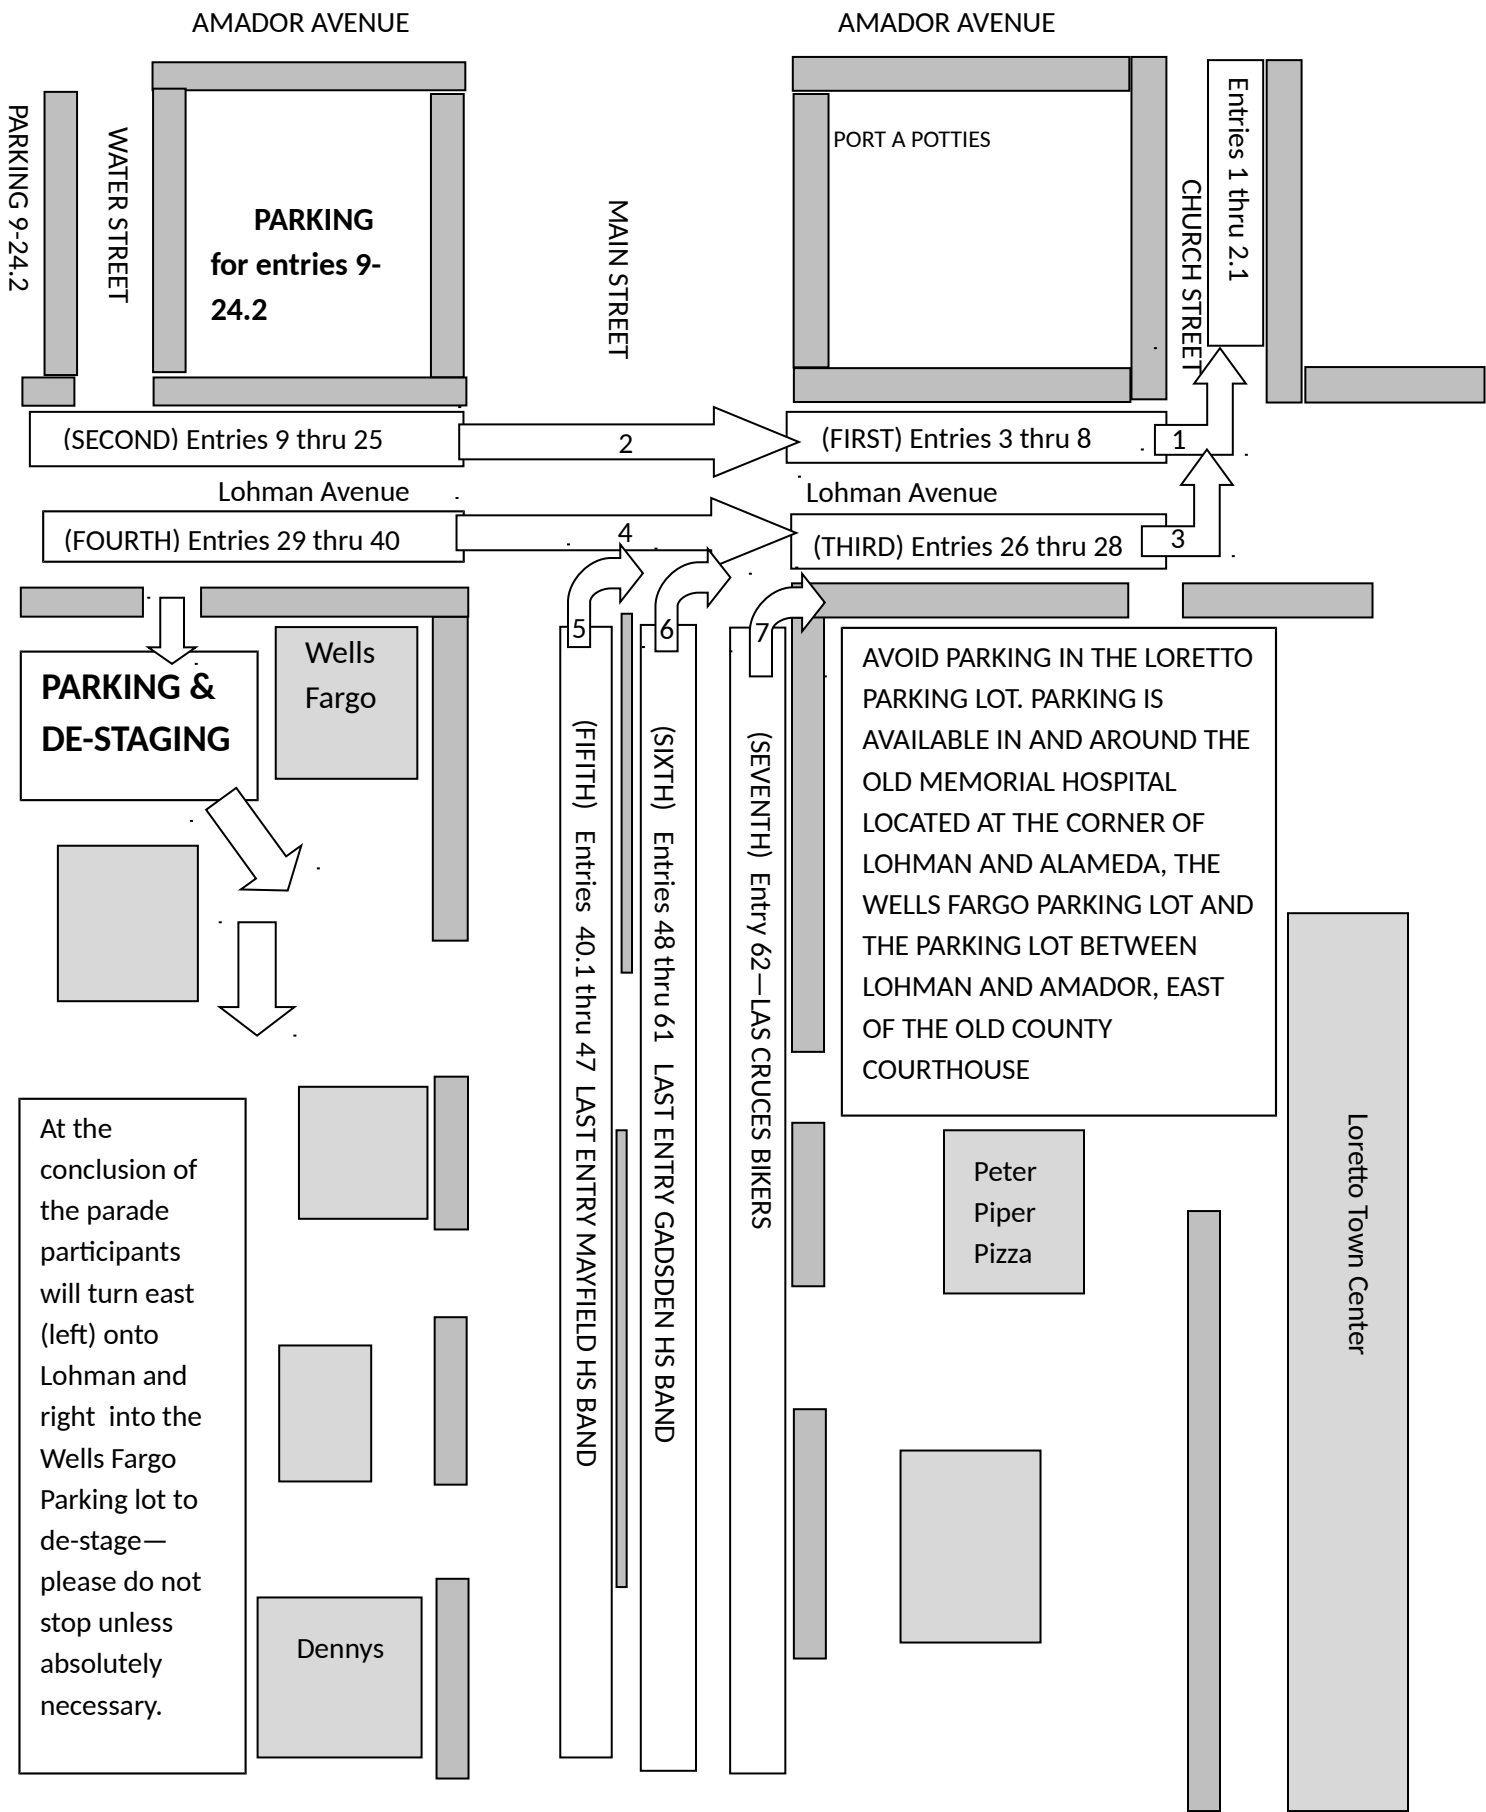 AMADOR AVENUE
AMADOR AVENUE
PARKING 9-24.2
WATER STREET
PARKING
for entries 9-
24.2
MAIN STREET
PORT A POTTIES
CHURCH STREET
Entries 1 thru 2.1
(SECOND) Entries 9 thru 25
2
(FIRST) Entries 3 thru 8
1
Lohman Avenue
Lohman Avenue
(FOURTH) Entries 29 thru 40
4
(THIRD) Entries 26 thru 28
3
5
6
7
PARKING &
DE-STAGING
Wells
Fargo
(FIFITH) Entries 40.1 thru 47 LAST ENTRY MAYFIELD HS BAND
(SIXTH) Entries 48 thru 61 LAST ENTRY GADSDEN HS BAND
(SEVENTH) Entry 62—LAS CRUCES BIKERS
AVOID PARKING IN THE LORETTO
PARKING LOT. PARKING IS
AVAILABLE IN AND AROUND THE
OLD MEMORIAL HOSPITAL
LOCATED AT THE CORNER OF
LOHMAN AND ALAMEDA, THE
WELLS FARGO PARKING LOT AND
THE PARKING LOT BETWEEN
LOHMAN AND AMADOR, EAST
OF THE OLD COUNTY
COURTHOUSE
At the
conclusion of
the parade
participants
will turn east
(left) onto
Lohman and
right into the
Wells Fargo
Parking lot to
de-stage—
please do not
stop unless
absolutely
necessary.
Peter
Piper
Pizza
Loretto Town Center
Dennys